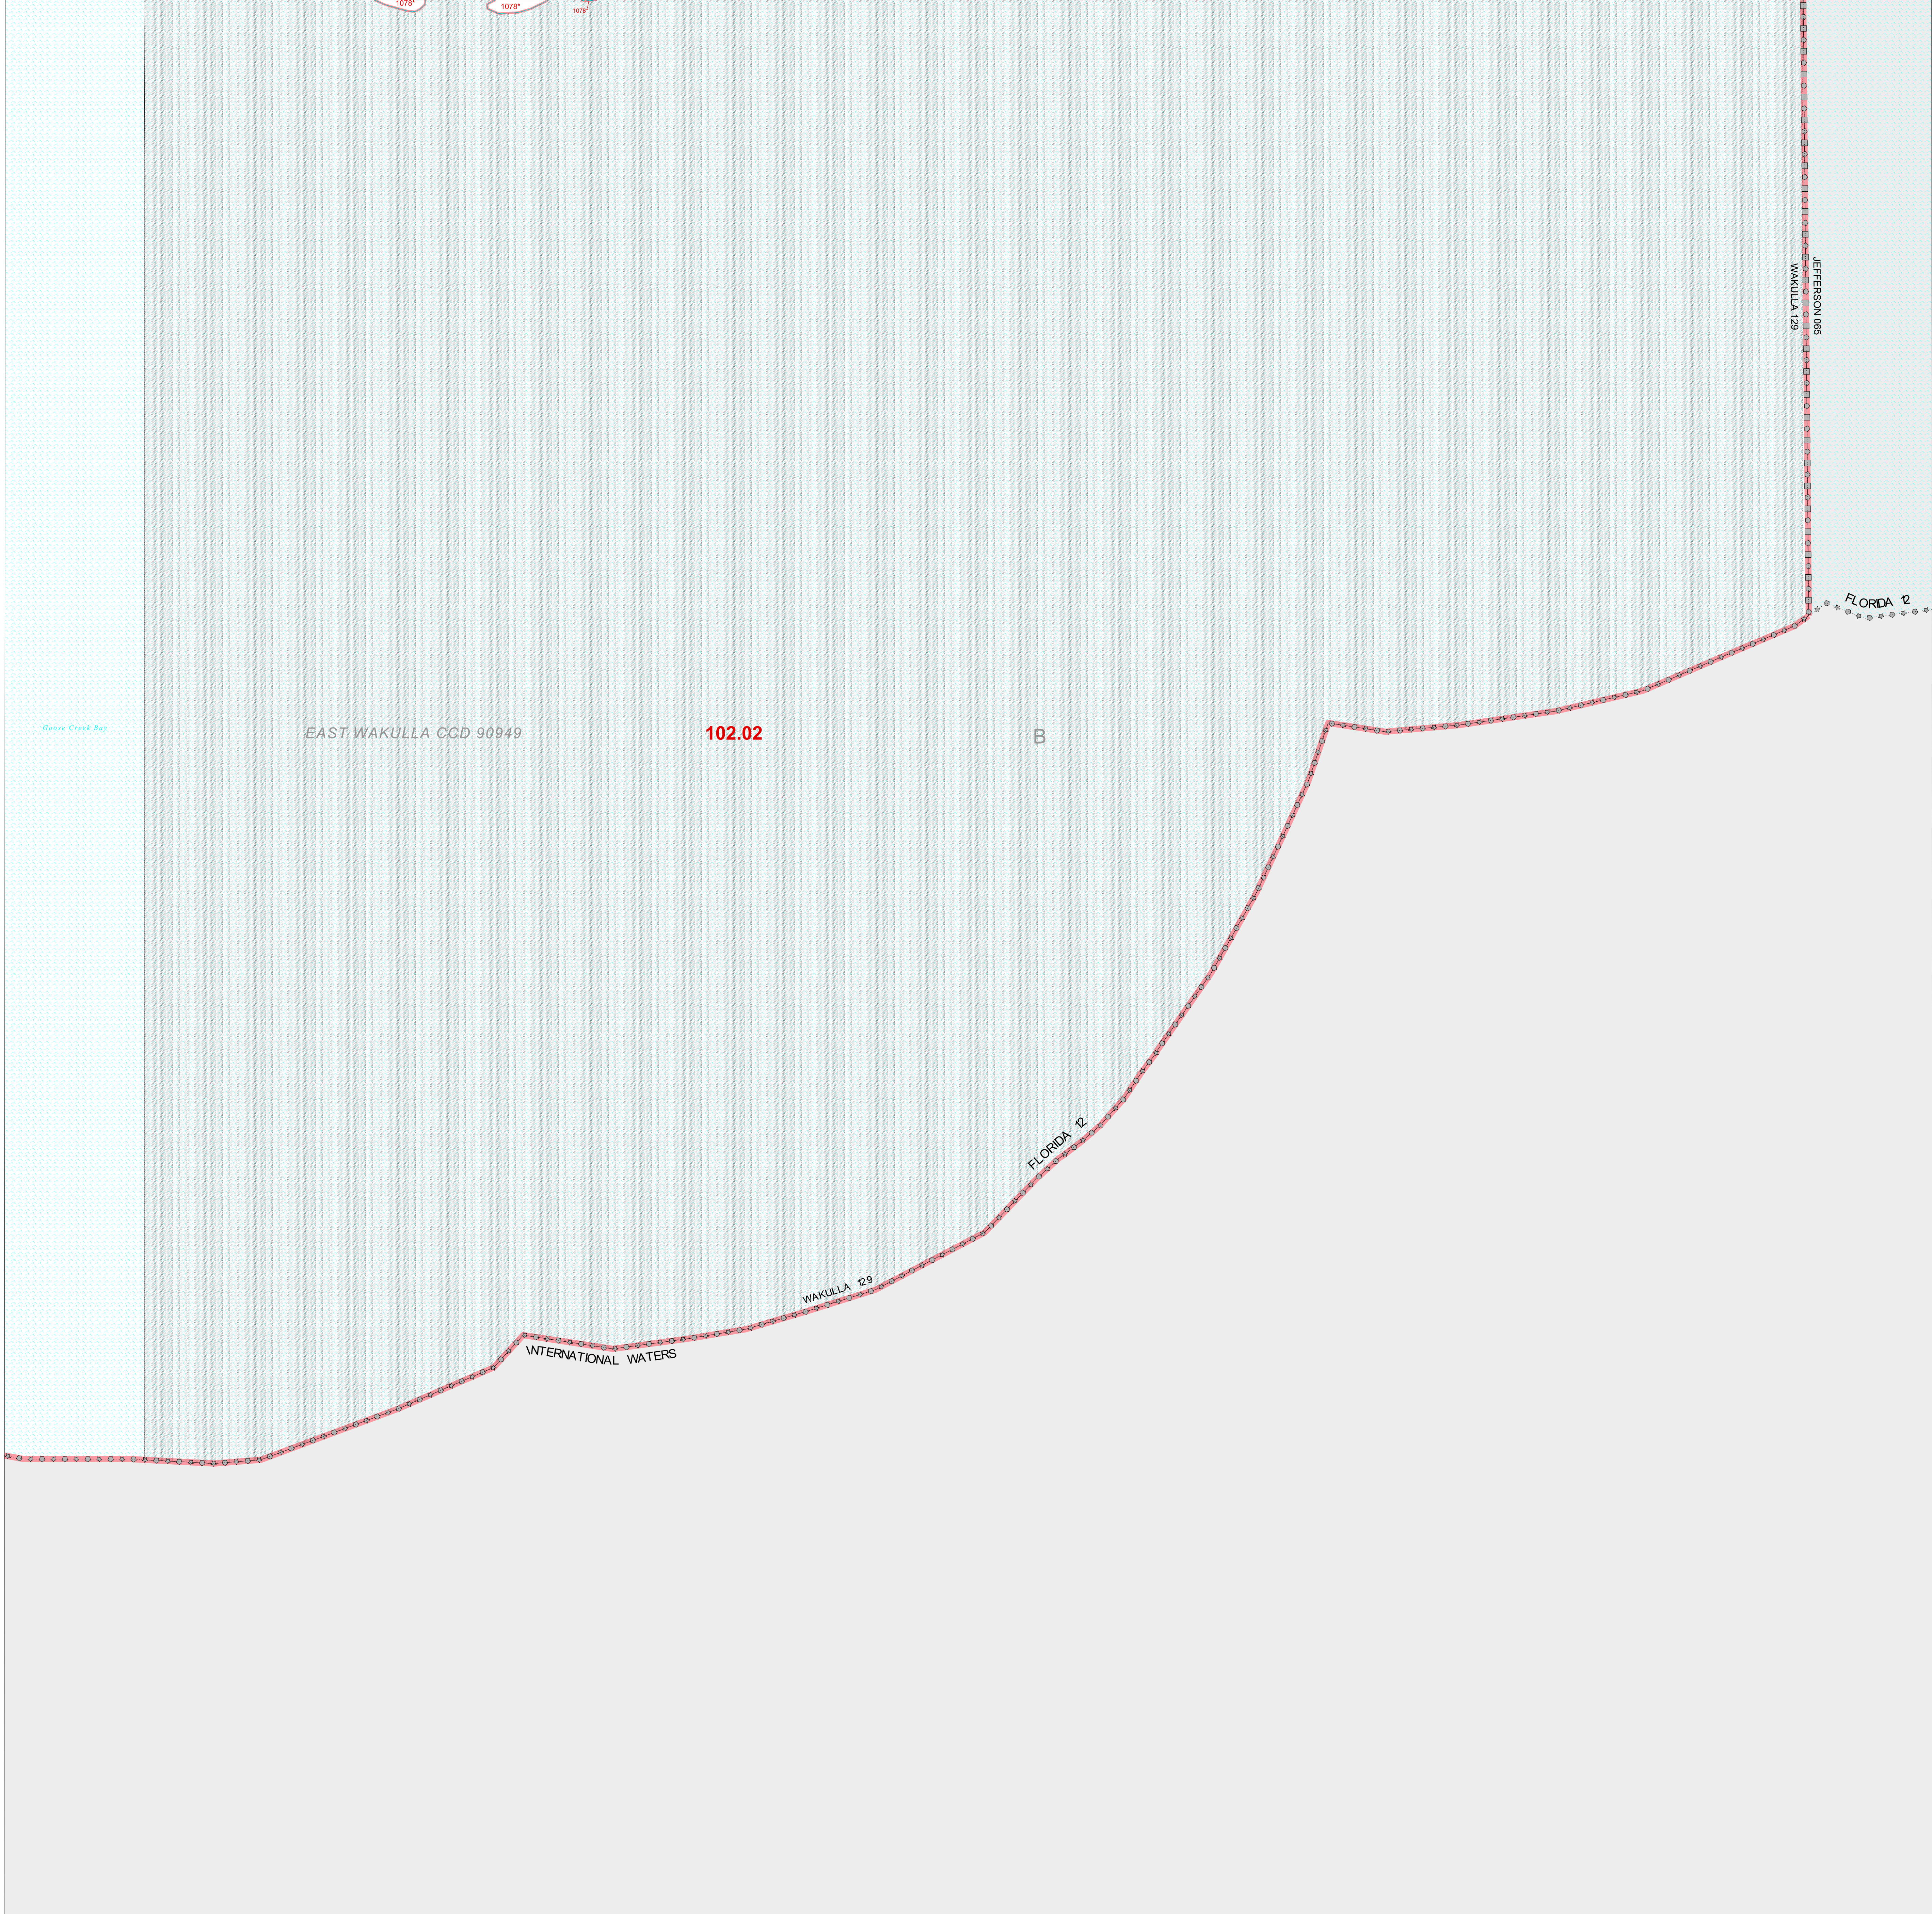 1078*
1078*
1078*
JEFFERSON 065
WAKULLA 129
FLORIDA 12
Goose Creek Bay
EAST WAKULLA CCD 90949
102.02
B
FLORIDA 12
WAKULLA 129
INTERNATIONAL WATERS